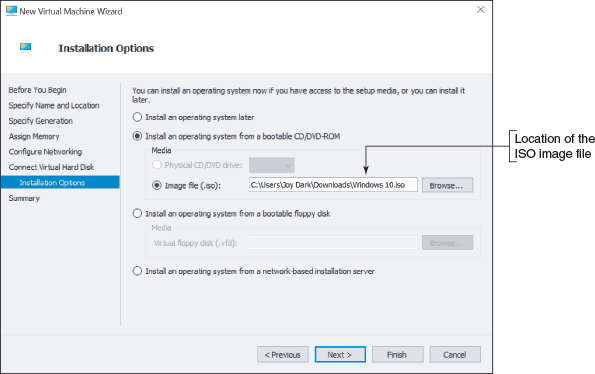 New Virtual Machine Wizard
Installation Options
Before You Begin
Specify Name and Location
Specify Generation
Assign Memory
Configure Networking
Connect Virtual Hard Disk
Installation Options
Summary
You can install an operating system now if you have access to the setup media, or you can install it
later.
Install an operating system later
Install an operating system from a bootable CD/DVD-ROM
Media
Physical CD/DVD drive:
Image file (.iso):
C:\Users\Joy Dark\Downloads\Windows 10.iso
Browse...
Install an operating system from a bootable floppy disk
Media
Virtual floppy disk (.vfd):
Browse...
Install an operating system from a network-based installation server
< Previous
Next >
Finish
Cancel
Location of the
ISO image file